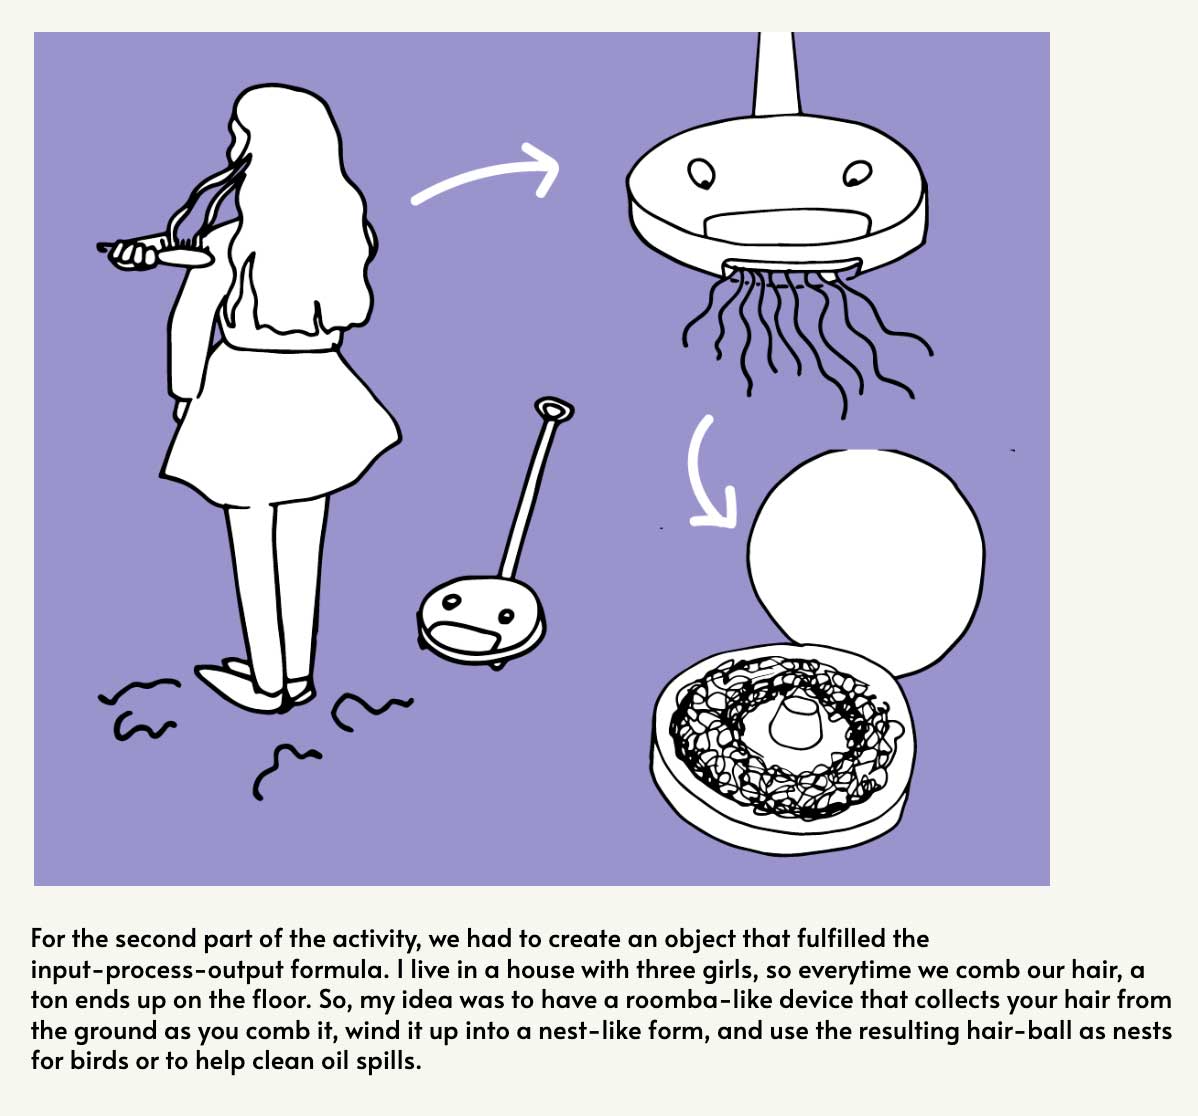 For the second part of the activity, we had to create an object that fulfilled the
input-process-output formula. I live in a house with three girls, so everytime we comb our hair, a
ton ends up on the floor. So, my idea was to have a roomba-like device that collects your hair from
the ground as you comb it, wind it up into a nest-like form, and use the resulting hair-ball as nests
for birds or to help clean oil spills.